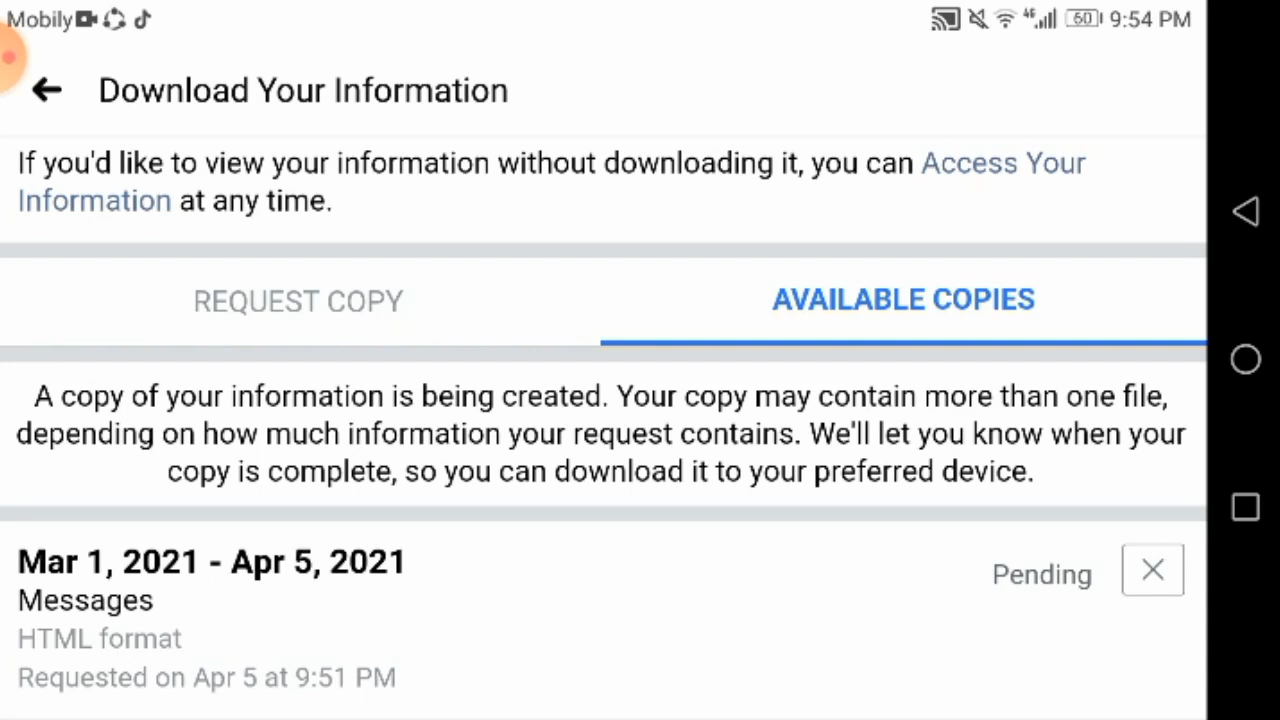 Mobily 4G 60 9:54 PM
Download Your Information
If you'd like to view your information without downloading it, you can Access Your
Information at any time.
REQUEST COPY AVAILABLE COPIES
A copy of your information is being created. Your copy may contain more than one file,
depending on how much information your request contains. We'll let you know when your
copy is complete, so you can download it to your preferred device.
Mar 1, 2021 - Apr 5, 2021
Pending
Messages
HTML format
Requested on Apr 5 at 9:51 PM